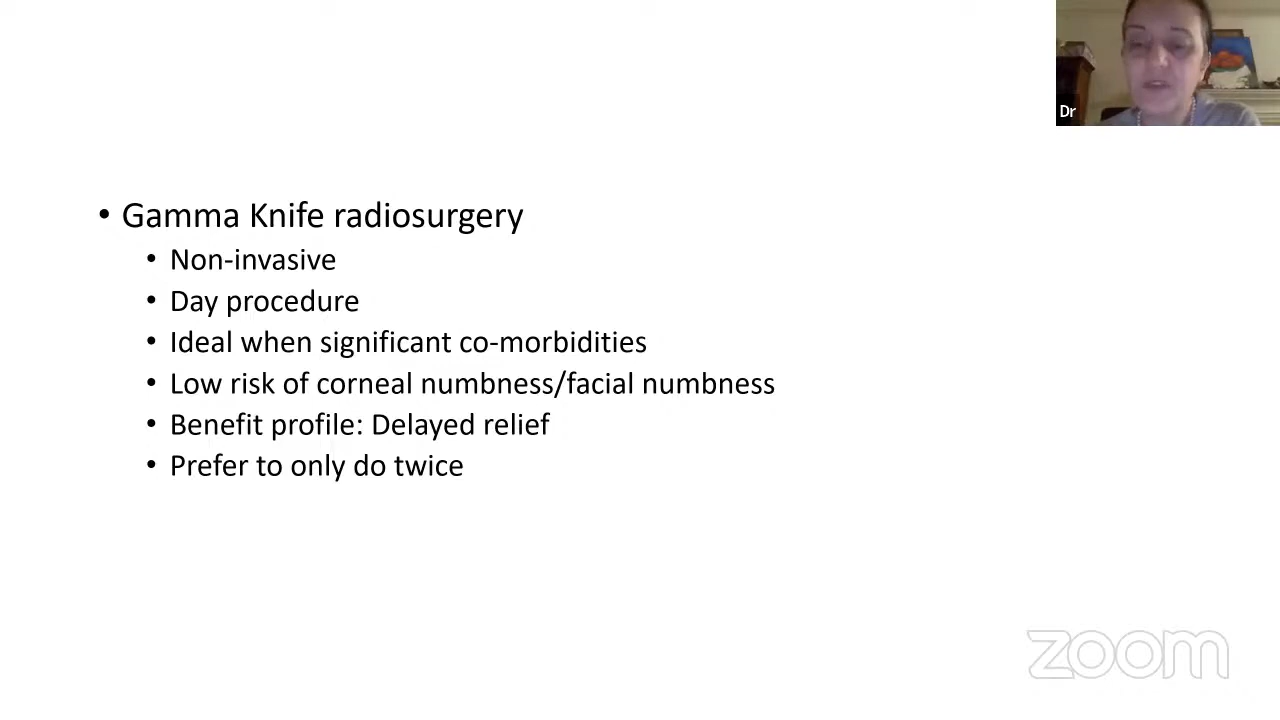 Dr
• Gamma Knife radiosurgery
• Non-invasive
• Day procedure
• Ideal when significant co-morbidities
• Low risk of corneal numbness/facial numbness
• Benefit profile: Delayed relief
• Prefer to only do twice
zoom